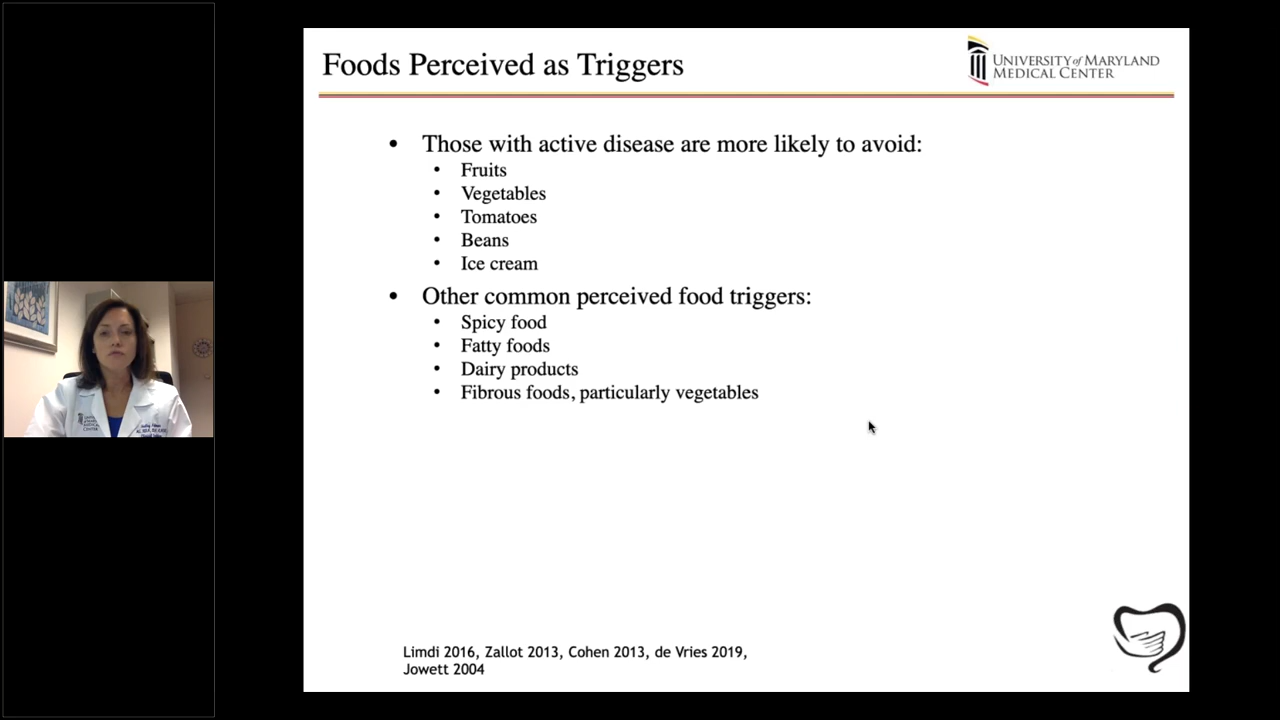 Foods Perceived as Triggers
UNIVERSITY of MARYLAND
MEDICAL CENTER
• Those with active disease are more likely to avoid:
• Fruits
• Vegetables
• Tomatoes
• Beans
• Ice cream
• Other common perceived food triggers:
• Spicy food
• Fatty foods
• Dairy products
• Fibrous foods, particularly vegetables
Limdi 2016, Zallot 2013, Cohen 2013, de Vries 2019,
Jowett 2004